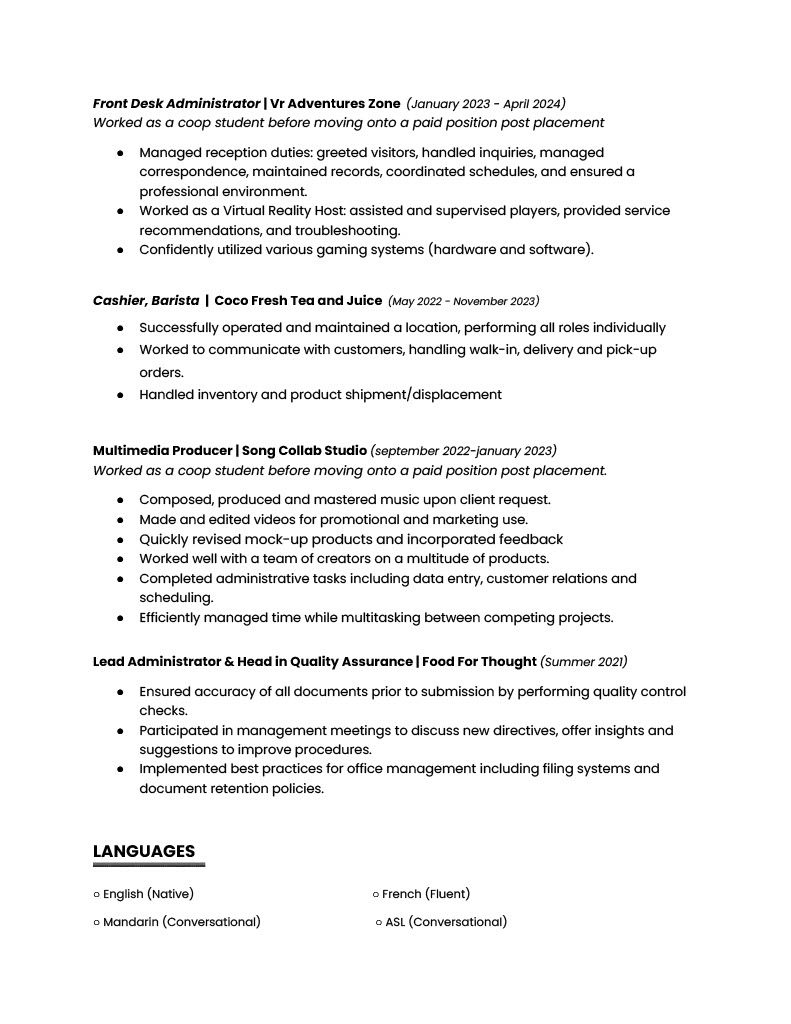 Front Desk Administrator | Vr Adventures Zone (January 2023 - April 2024)
Worked as a coop student before moving onto a paid position post placement
● Managed reception duties: greeted visitors, handled inquiries, managed
correspondence, maintained records, coordinated schedules, and ensured a
professional environment.
● Worked as a Virtual Reality Host: assisted and supervised players, provided service
recommendations, and troubleshooting.
● Confidently utilized various gaming systems (hardware and software).
Cashier, Barista | Coco Fresh Tea and Juice (May 2022 - November 2023)
● Successfully operated and maintained a location, performing all roles individually
● Worked to communicate with customers, handling walk-in, delivery and pick-up
orders.
● Handled inventory and product shipment/displacement
Multimedia Producer | Song Collab Studio (september 2022-january 2023)
Worked as a coop student before moving onto a paid position post placement.
● Composed, produced and mastered music upon client request.
● Made and edited videos for promotional and marketing use.
● Quickly revised mock-up products and incorporated feedback
● Worked well with a team of creators on a multitude of products.
● Completed administrative tasks including data entry, customer relations and
scheduling.
● Efficiently managed time while multitasking between competing projects.
Lead Administrator & Head in Quality Assurance | Food For Thought (Summer 2021)
● Ensured accuracy of all documents prior to submission by performing quality control
checks.
● Participated in management meetings to discuss new directives, offer insights and
suggestions to improve procedures.
● Implemented best practices for office management including filing systems and
document retention policies.
LANGUAGES
○ English (Native) ○ French (Fluent)
○ Mandarin (Conversational) ○ ASL (Conversational)